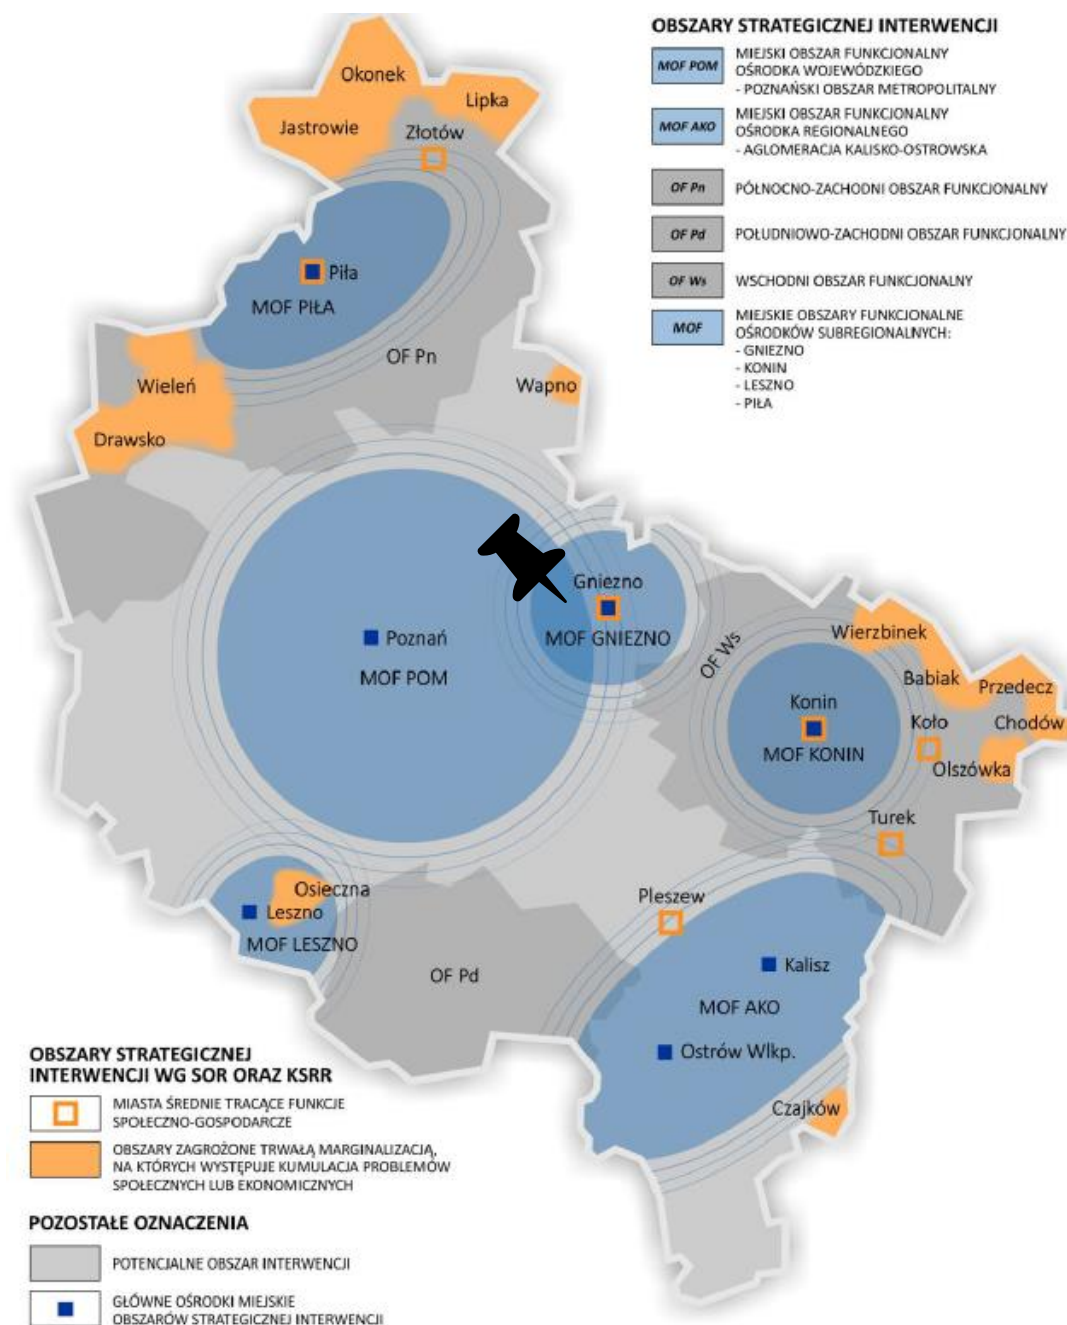 OBSZARY STRATEGICZNEJ INTERWENCJI
MOF POM
MIEJSKI OBSZAR FUNKCJONALNY
OŚRODKA WOJEWÓDZKIEGO
- POZNAŃSKI OBSZAR METROPOLITALNY
MOF AKO
MIEJSKI OBSZAR FUNKCJONALNY
OŚRODKA REGIONALNEGO
- AGLOMERACJA KALISKO-OSTROWSKA
OF Pn
PÓŁNOCNO-ZACHODNI OBSZAR FUNKCJONALNY
OF Pd
POŁUDNIOWO-ZACHODNI OBSZAR FUNKCJONALNY
OF Ws
WSCHODNI OBSZAR FUNKCJONALNY
MOF
MIEJSKIE OBSZARY FUNKCJONALNE
OŚRODKÓW SUBREGIONALNYCH:
- GNIEZNO
- KONIN
- LESZNO
- PIŁA
Okonek
Lipka
Jastrowie
Złotów
Piła
MOF PIŁA
OF Pn
Wieleń
Wapno
Drawsko
Gniezno
Poznań
MOF GNIEZNO
MOF POM
OF Ws
Wierzbinek
Babiak
Przedecz
Konin
Koło
Chodów
MOF KONIN
Olszówka
Turek
Osieczna
Pleszew
Leszno
MOF LESZNO
Kalisz
OF Pd
MOF AKO
Ostrów Wlkp.
Czajków
OBSZARY STRATEGICZNEJ
INTERWENCJI WG SOR ORAZ KSRR
MIASTA ŚREDNIE TRACĄCE FUNKCJE
SPOŁECZNO-GOSPODARCZE
OBSZARY ZAGROŻONE TRWAŁĄ MARGINALIZACJĄ,
NA KTÓRYCH WYSTĘPUJE KUMULACJA PROBLEMÓW
SPOŁECZNYCH LUB EKONOMICZNYCH
POZOSTAŁE OZNACZENIA
POTENCJALNE OBSZAR INTERWENCJI
GŁÓWNE OŚRODKI MIEJSKIE
OBSZARÓW STRATEGICZNEJ INTERWENCJI